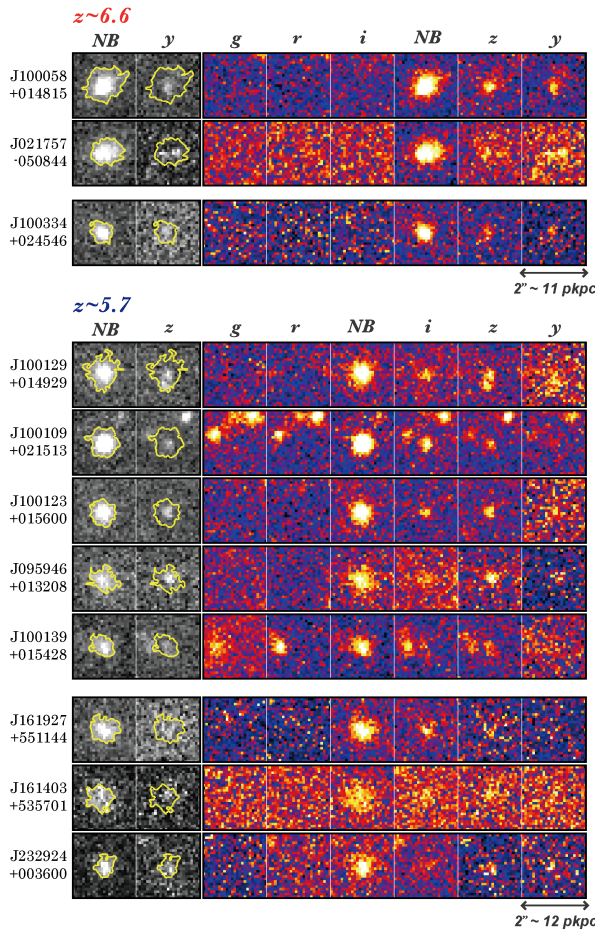 z~6.6
NB y g r i NB z y
J100058
+014815
J021757
-050844
J100334
+024546
2” ~ 11 pkpc
z~5.7
NB z g r NB i z y
J100129
+014929
J100109
+021513
J100123
+015600
J095946
+013208
J100139
+015428
J161927
+551144
J161403
+535701
J232924
+003600
2” ~ 12 pkpc